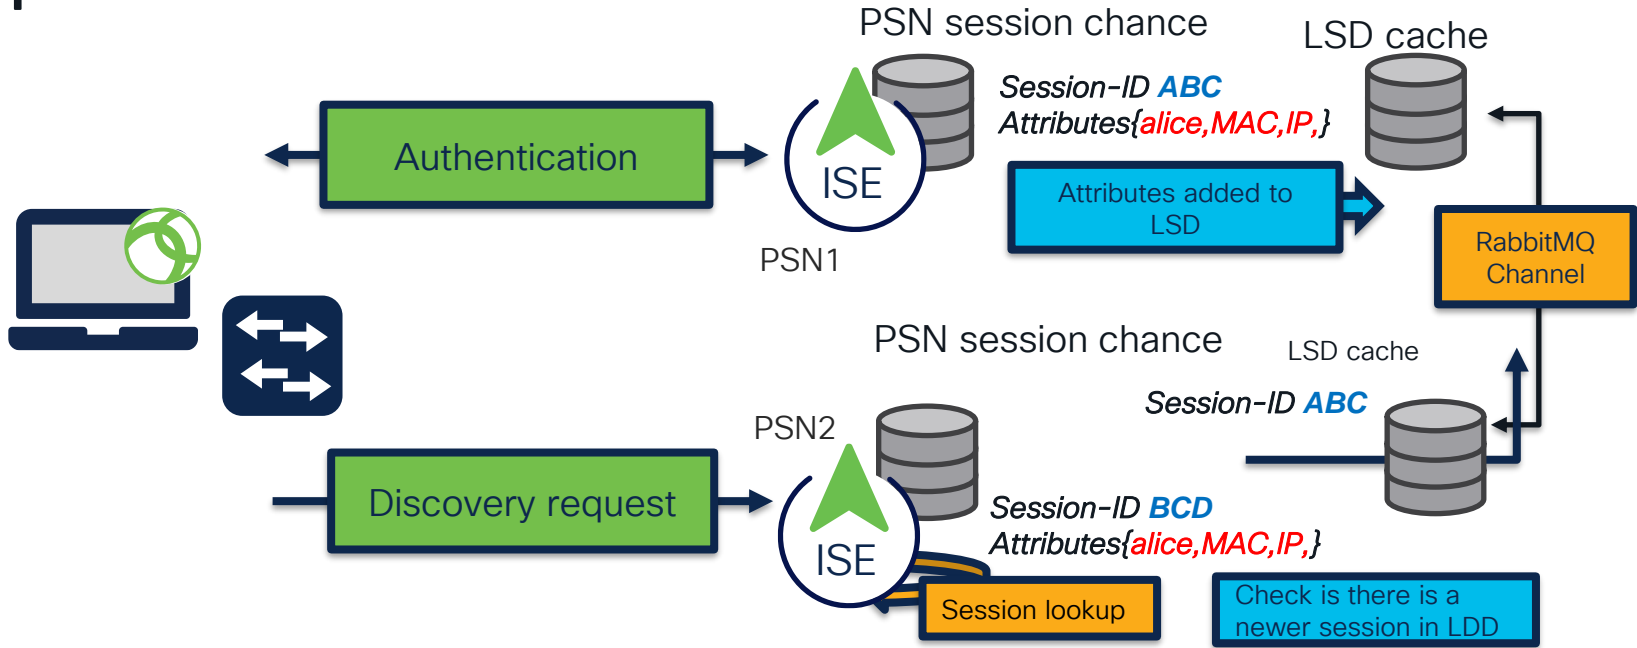 PSN session chance
LSD cache
Session-ID ABC
Attributes{alice,MAC,IP,}
Authentication
ISE
Attributes added to
LSD
PSN1
RabbitMQ
Channel
PSN session chance
LSD cache
Session-ID ABC
PSN2
Discovery request
Session-ID BCD
Attributes{alice,MAC,IP,}
ISE
Session lookup
Check is there is a
newer session in LDD